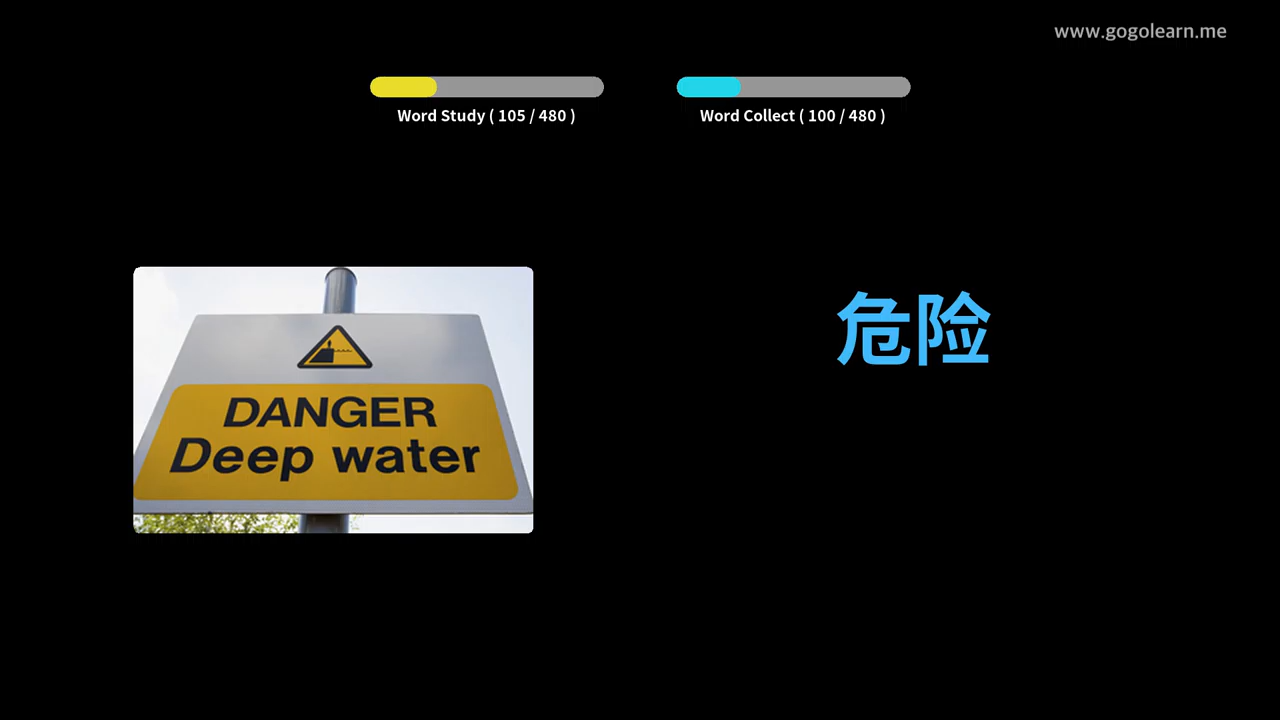 www.gogolearn.me
Word Study ( 105 / 480 )
Word Collect ( 100 / 480 )
DANGER
Deep water
危险